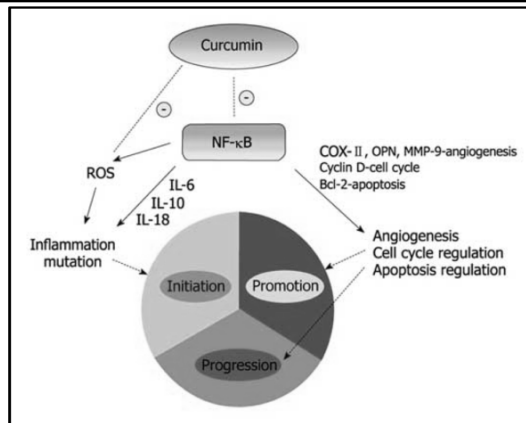 Curcumin
-
-
NF-κB
COX-II, OPN, MMP-9-angiogenesis
Cyclin D-cell cycle
Bcl-2-apoptosis
ROS
IL-6
IL-10
IL-18
Inflammation
mutation
Angiogenesis
Cell cycle regulation
Apoptosis regulation
Initiation
Promotion
Progression